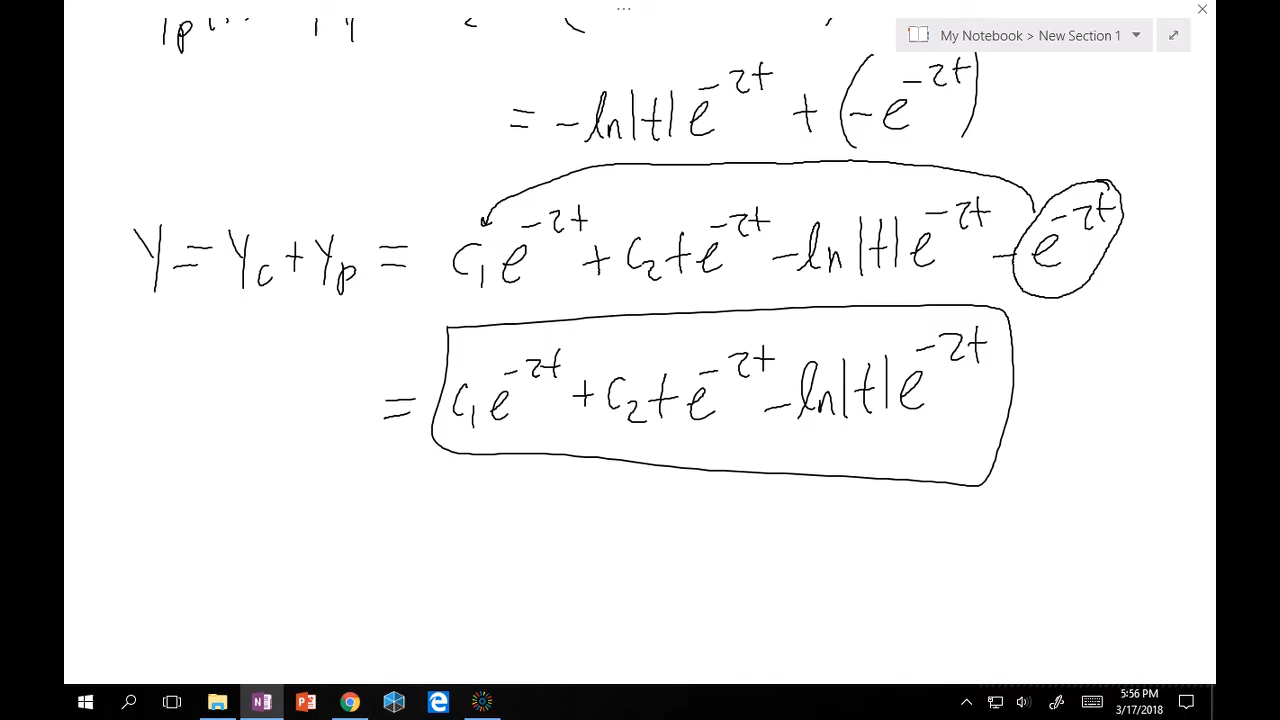 My Notebook > New Section 1
= -ln|t|e^{-2t} + (-e^{-2t})
Y = Y_c + Y_p = c_1e^{-2t} + c_2te^{-2t} - ln|t|e^{-2t} - e^{-2t}
= c_1e^{-2t} + c_2te^{-2t} - ln|t|e^{-2t}
5:56 PM
3/17/2018